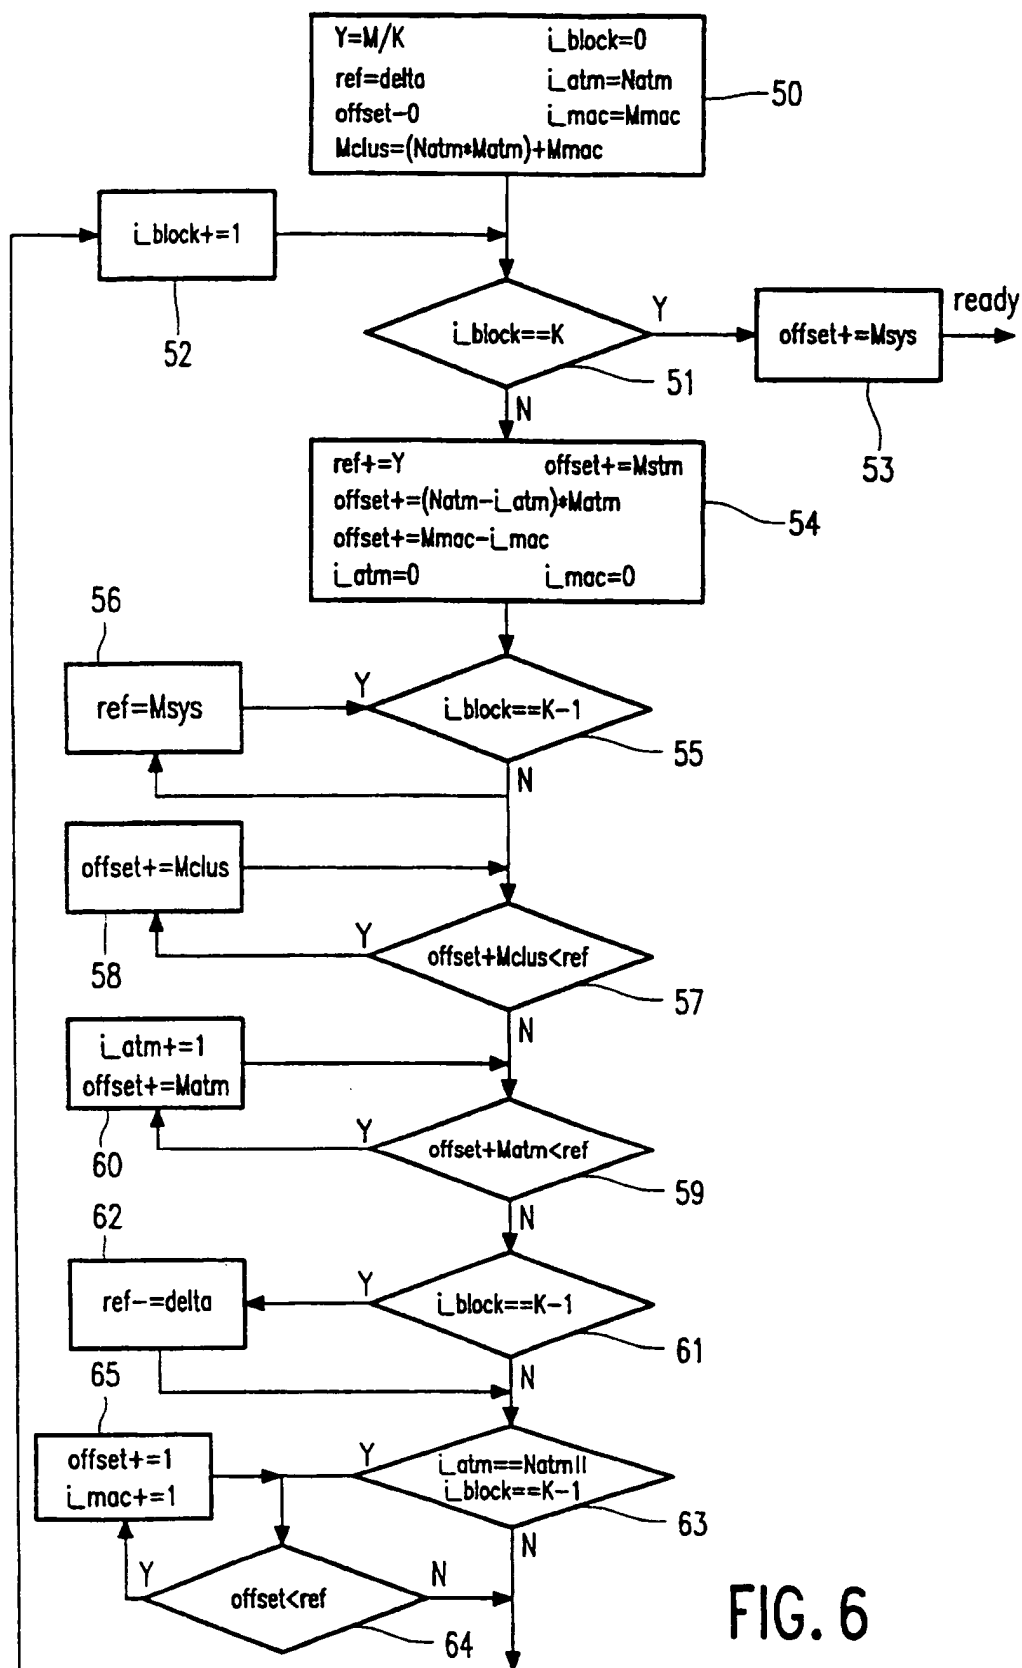 Y=M/K i_block=0
ref=delta i_atm=Natm
offset-0 i_mac=Mmac
Mclus=(Natm*Matm)+Mmac
50
i_block+=1
52
i_block==K
Y
51
N
offset+=Msys
ready
53
ref+=Y offset+=Mstm
offset+=(Natm-i_atm)*Matm
offset+=Mmac-i_mac
i_atm=0 i_mac=0
54
56
ref=Msys
Y
i_block==K-1
55
N
offset+=Mclus
58
Y
offset+Mclus<ref
57
N
i_atm+=1
offset+=Matm
60
Y
offset+Matm<ref
59
N
62
ref-=delta
Y
i_block==K-1
61
N
65
offset+=1
i_mac+=1
Y
i_atm==Natm||
i_block==K-1
63
N
Y
offset<ref
N
64
FIG. 6